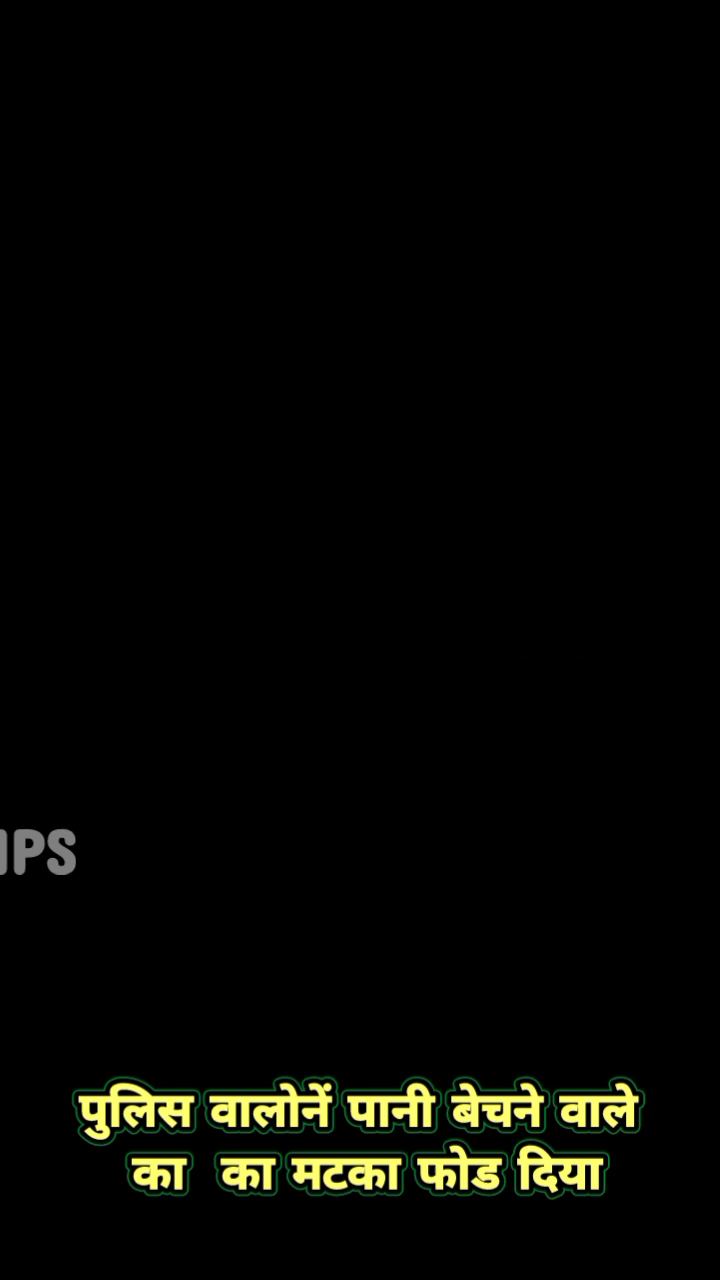 IPS
पुलिस वालोनें पानी बेचने वाले
का का मटका फोड दिया